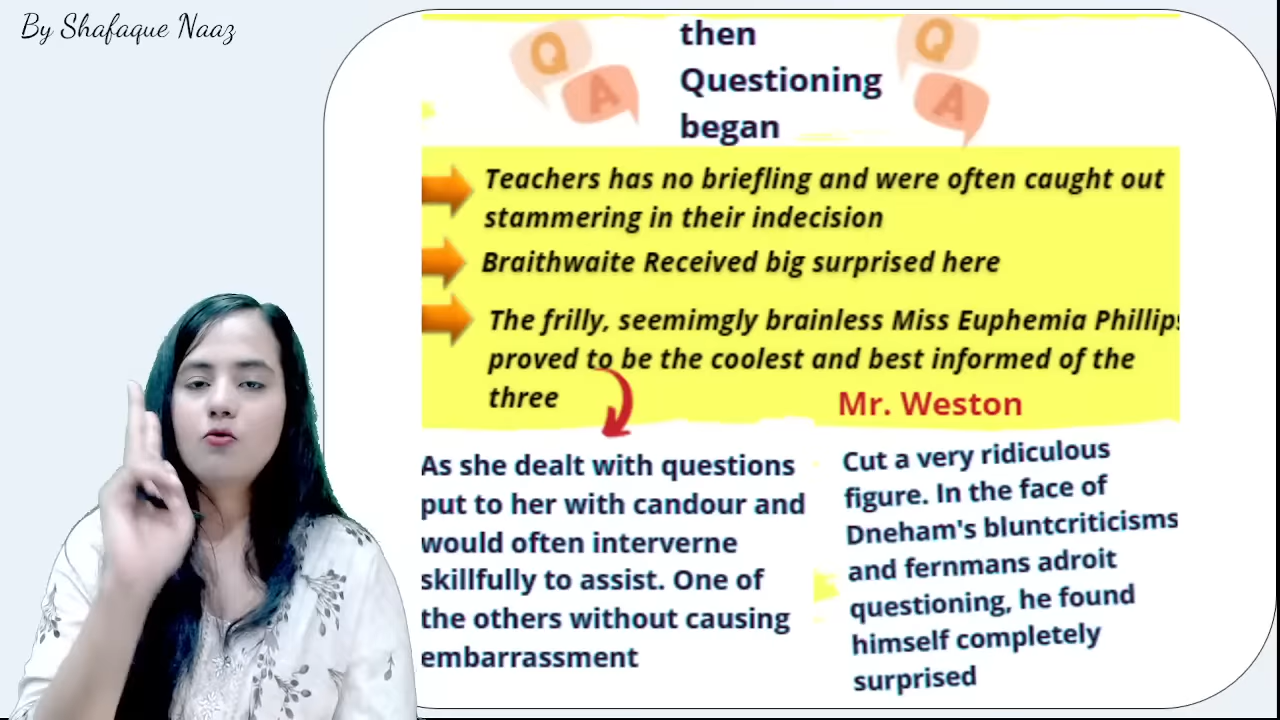 By Shafaque Naaz
then
Questioning
began
Q
A
Q
A
Teachers has no briefling and were often caught out
stammering in their indecision
Braithwaite Received big surprised here
The frilly, seemimgly brainless Miss Euphemia Phillips
proved to be the coolest and best informed of the
three
As she dealt with questions
put to her with candour and
would often interverne
skillfully to assist. One of
the others without causing
embarrassment
Mr. Weston
Cut a very ridiculous
figure. In the face of
Dneham's bluntcriticisms
and fernmans adroit
questioning, he found
himself completely
surprised